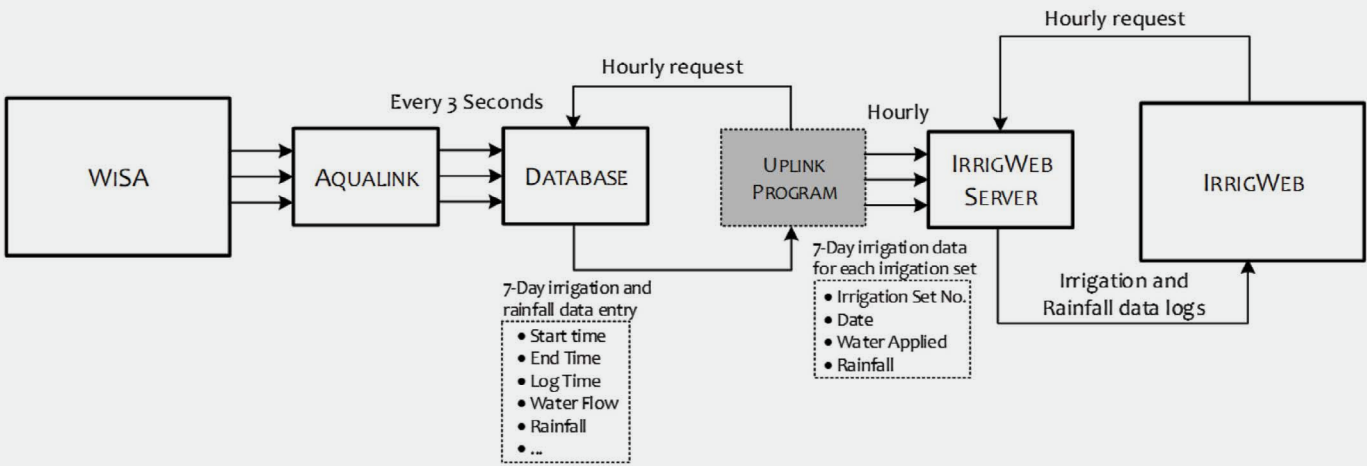 Hourly request
Hourly request
Every 3 Seconds
Hourly
WISA
AQUALINK
DATABASE
UPLINK
PROGRAM
IRRIGWEB
SERVER
IRRIGWEB
7-Day irrigation and
rainfall data entry
• Start time
• End Time
• Log Time
• Water Flow
• Rainfall
• ...
7-Day irrigation data
for each irrigation set
• Irrigation Set No.
• Date
• Water Applied
• Rainfall
Irrigation and
Rainfall data logs